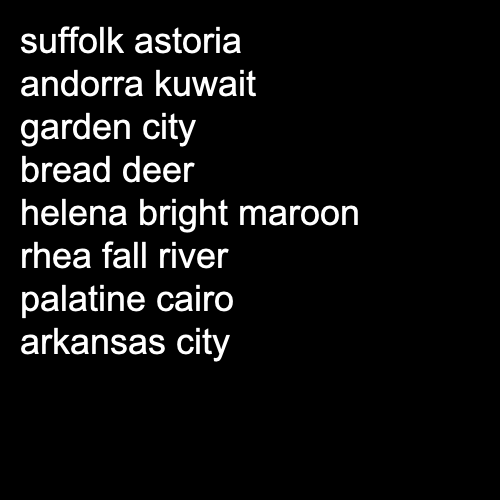 suffolk astoria
andorra kuwait
garden city
bread deer
helena bright maroon
rhea fall river
palatine cairo
arkansas city